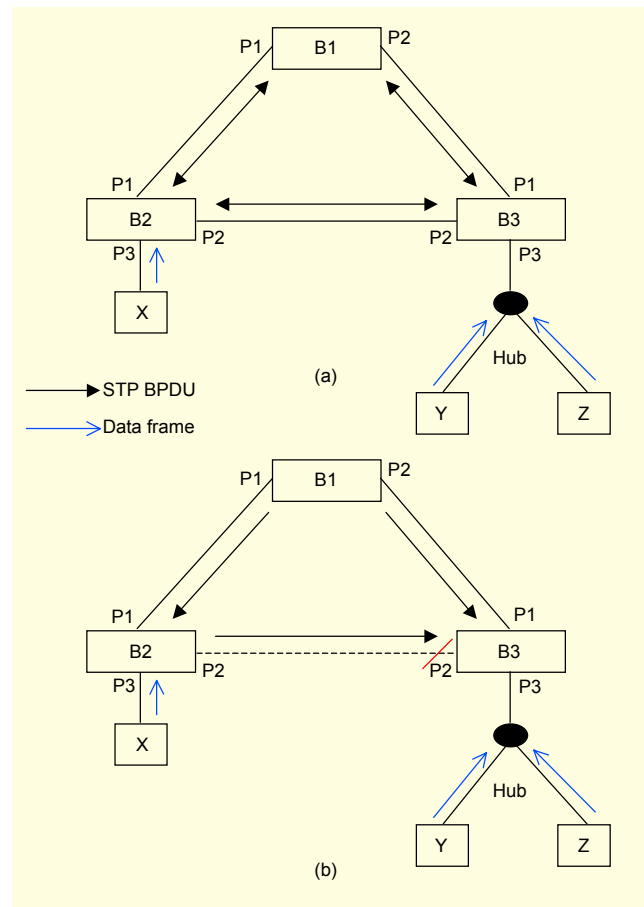 P1 B1 P2
P1 P1
B2 B3
P3 P2 P2 P3
X
Hub
(a)
STP BPDU
Y Z
Data frame
P1 B1 P2
P1 P1
B2 B3
P3 P2 P2 P3
X
Hub
Y Z
(b)